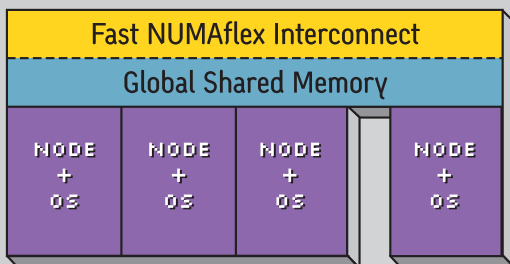 Fast NUMAflex Interconnect
Global Shared Memory
NODE
+
OS
NODE
+
OS
NODE
+
OS
NODE
+
OS